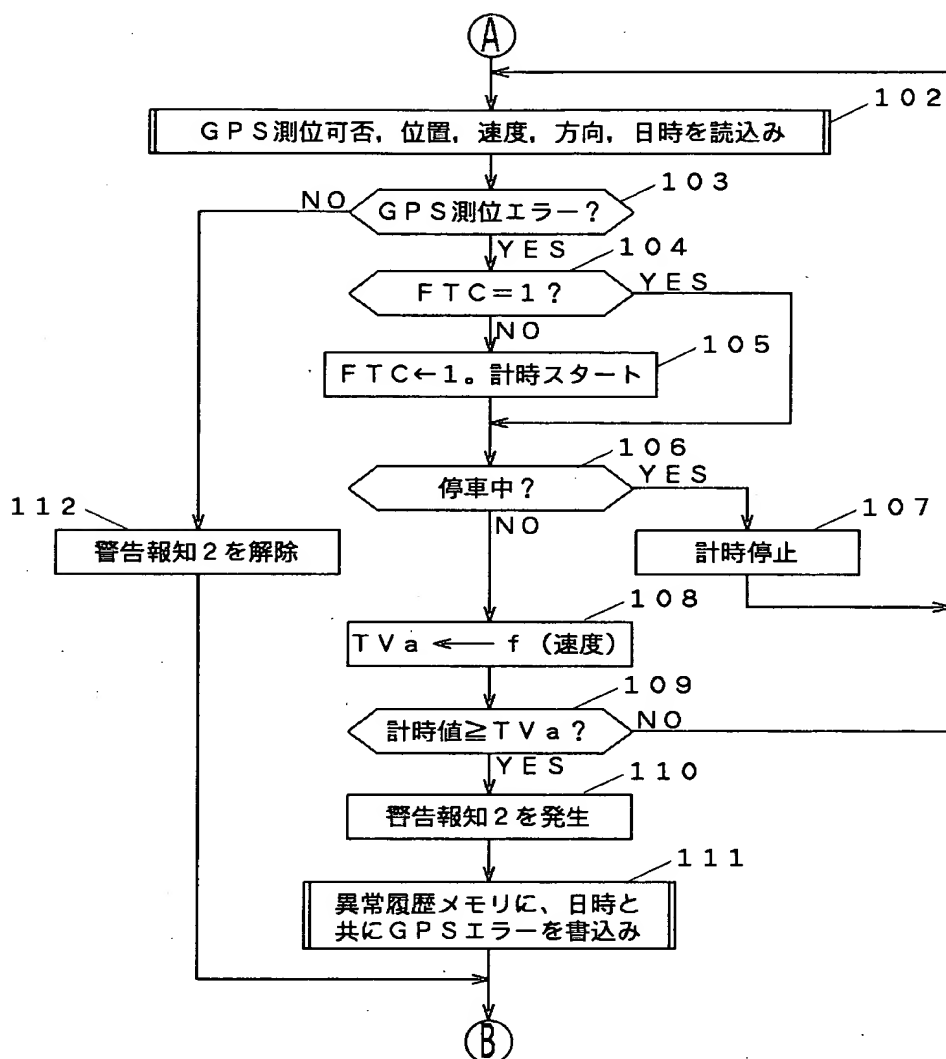 A
102
GPS測位可否，位置，速度，方向，日時を読込み
103
NO
GPS測位エラー？
YES
104
FTC＝1？
YES
NO
105
FTC←1。計時スタート
106
停車中？
YES
107
112
NO
警告報知2を解除
計時停止
108
TVa ← f（速度）
109
計時値≧TVa？
NO
YES
110
警告報知2を発生
111
異常履歴メモリに、日時と
共にGPSエラーを書込み
B